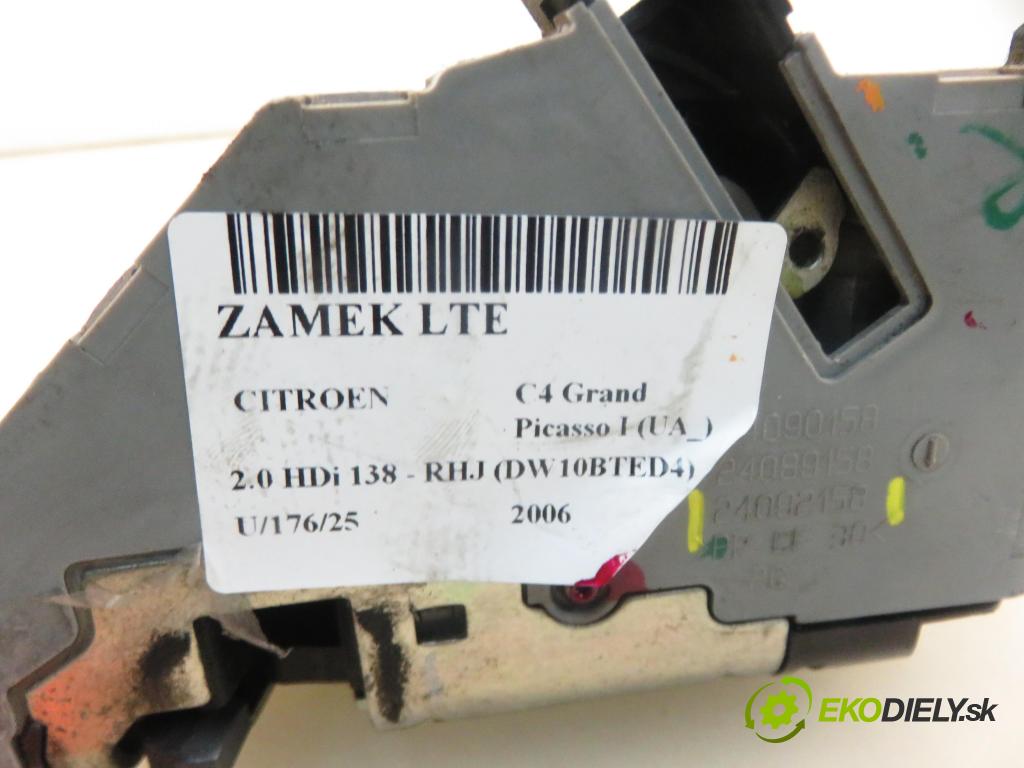 ZAMEK LTE
CITROEN
C4 Grand
Picasso I (UA_)
2.0 HDi 138 - RHJ (DW10BTED4)
U/176/25
2006
24089158
24092158
EKODIELY.sk